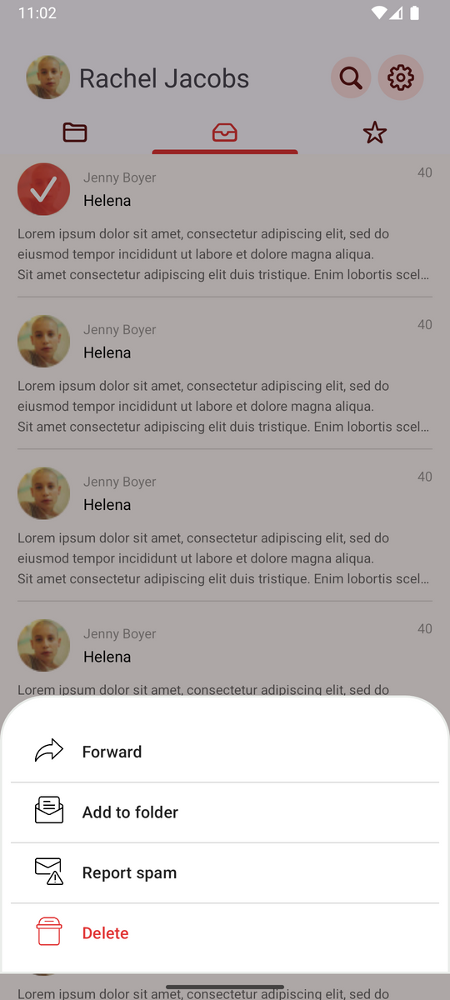 11:02
Rachel Jacobs
Jenny Boyer
40
Helena
Lorem ipsum dolor sit amet, consectetur adipiscing elit, sed do
eiusmod tempor incididunt ut labore et dolore magna aliqua.
Sit amet consectetur adipiscing elit duis tristique. Enim lobortis scel...
Jenny Boyer
40
Helena
Lorem ipsum dolor sit amet, consectetur adipiscing elit, sed do
eiusmod tempor incididunt ut labore et dolore magna aliqua.
Sit amet consectetur adipiscing elit duis tristique. Enim lobortis scel...
Jenny Boyer
40
Helena
Lorem ipsum dolor sit amet, consectetur adipiscing elit, sed do
eiusmod tempor incididunt ut labore et dolore magna aliqua.
Sit amet consectetur adipiscing elit duis tristique. Enim lobortis scel...
Jenny Boyer
40
Helena
Lorem ipsum dolor sit amet, consectetur adipiscing elit, sed do
Forward
Add to folder
Report spam
Delete
Lorem ipsum dolor sit amet, consectetur adipiscing elit, sed do